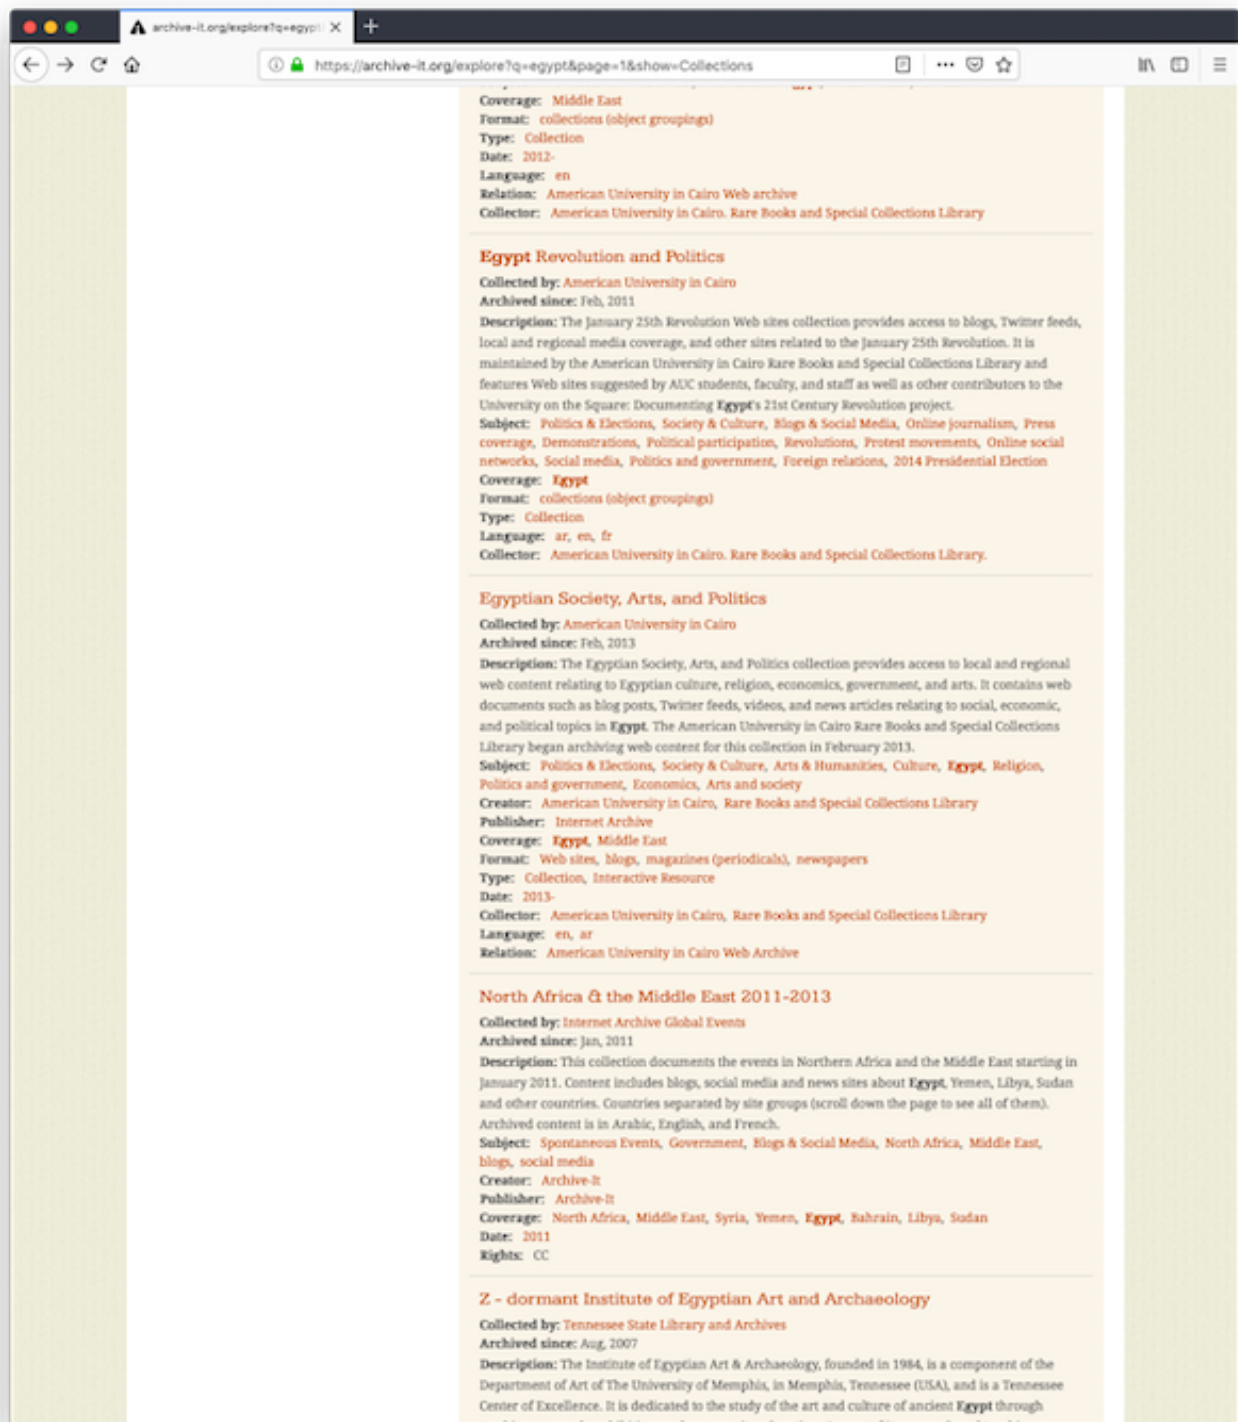 archive-it.org/explore?q=egypt
https://archive-it.org/explore?q=egypt&page=1&show=Collections
Coverage: Middle East
Format: collections (object groupings)
Type: Collection
Date: 2012-
Language: en
Relation: American University in Cairo Web archive
Collector: American University in Cairo. Rare Books and Special Collections Library
Egypt Revolution and Politics
Collected by: American University in Cairo
Archived since: Feb, 2011
Description: The January 25th Revolution Web sites collection provides access to blogs, Twitter feeds,
local and regional media coverage, and other sites related to the January 25th Revolution. It is
maintained by the American University in Cairo Rare Books and Special Collections Library and
features Web sites suggested by AUC students, faculty, and staff as well as other contributors to the
University on the Square: Documenting Egypt's 21st Century Revolution project.
Subject: Politics & Elections, Society & Culture, Blogs & Social Media, Online journalism, Press
coverage, Demonstrations, Political participation, Revolutions, Protest movements, Online social
networks, Social media, Politics and government, Foreign relations, 2014 Presidential Election
Coverage: Egypt
Format: collections (object groupings)
Type: Collection
Language: ar, en, fr
Collector: American University in Cairo. Rare Books and Special Collections Library.
Egyptian Society, Arts, and Politics
Collected by: American University in Cairo
Archived since: Feb, 2013
Description: The Egyptian Society, Arts, and Politics collection provides access to local and regional
web content relating to Egyptian culture, religion, economics, government, and arts. It contains web
documents such as blog posts, Twitter feeds, videos, and news articles relating to social, economic,
and political topics in Egypt. The American University in Cairo Rare Books and Special Collections
Library began archiving web content for this collection in February 2013.
Subject: Politics & Elections, Society & Culture, Arts & Humanities, Culture, Egypt, Religion,
Politics and government, Economics, Arts and society
Creator: American University in Cairo, Rare Books and Special Collections Library
Publisher: Internet Archive
Coverage: Egypt, Middle East
Format: Web sites, blogs, magazines (periodicals), newspapers
Type: Collection, Interactive Resource
Date: 2013-
Collector: American University in Cairo, Rare Books and Special Collections Library
Language: en, ar
Relation: American University in Cairo Web Archive
North Africa & the Middle East 2011-2013
Collected by: Internet Archive Global Events
Archived since: Jan, 2011
Description: This collection documents the events in Northern Africa and the Middle East starting in
January 2011. Content includes blogs, social media and news sites about Egypt, Yemen, Libya, Sudan
and other countries. Countries separated by site groups (scroll down the page to see all of them).
Archived content is in Arabic, English, and French.
Subject: Spontaneous Events, Government, Blogs & Social Media, North Africa, Middle East,
blogs, social media
Creator: Archive-It
Publisher: Archive-It
Coverage: North Africa, Middle East, Syria, Yemen, Egypt, Bahrain, Libya, Sudan
Date: 2011
Rights: CC
Z - dormant Institute of Egyptian Art and Archaeology
Collected by: Tennessee State Library and Archives
Archived since: Aug, 2007
Description: The Institute of Egyptian Art & Archaeology, founded in 1984, is a component of the
Department of Art of The University of Memphis, in Memphis, Tennessee (USA), and is a Tennessee
Center of Excellence. It is dedicated to the study of the art and culture of ancient Egypt through